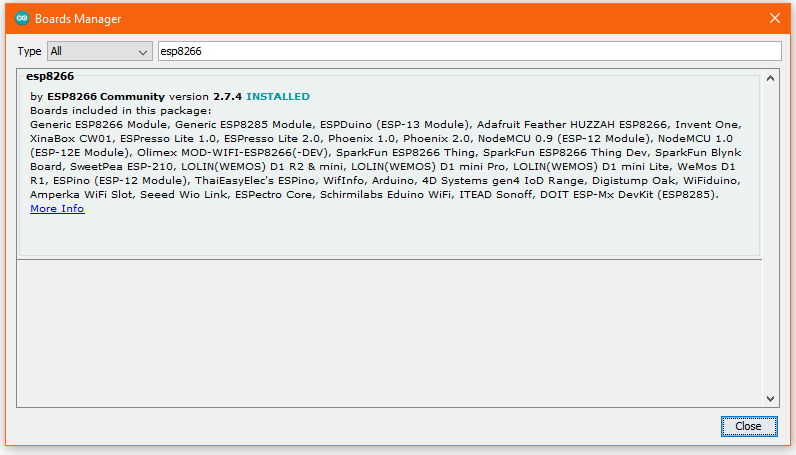 Boards Manager
Type All esp8266
esp8266
by ESP8266 Community version 2.7.4 INSTALLED
Boards included in this package:
Generic ESP8266 Module, Generic ESP8285 Module, ESPDuino (ESP-13 Module), Adafruit Feather HUZZAH ESP8266, Invent One,
XinaBox CW01, ESPresso Lite 1.0, ESPresso Lite 2.0, Phoenix 1.0, Phoenix 2.0, NodeMCU 0.9 (ESP-12 Module), NodeMCU 1.0
(ESP-12E Module), Olimex MOD-WIFI-ESP8266(-DEV), SparkFun ESP8266 Thing, SparkFun ESP8266 Thing Dev, SparkFun Blynk
Board, SweetPea ESP-210, LOLIN(WEMOS) D1 R2 & mini, LOLIN(WEMOS) D1 mini Pro, LOLIN(WEMOS) D1 mini Lite, WeMos D1
R1, ESPino (ESP-12 Module), ThaiEasyElec's ESPino, WifInfo, Arduino, 4D Systems gen4 IoD Range, Digistump Oak, WiFiduino,
Amperka WiFi Slot, Seeed Wio Link, ESPectro Core, Schirmilabs Eduino WiFi, ITEAD Sonoff, DOIT ESP-Mx DevKit (ESP8285).
More Info
Close